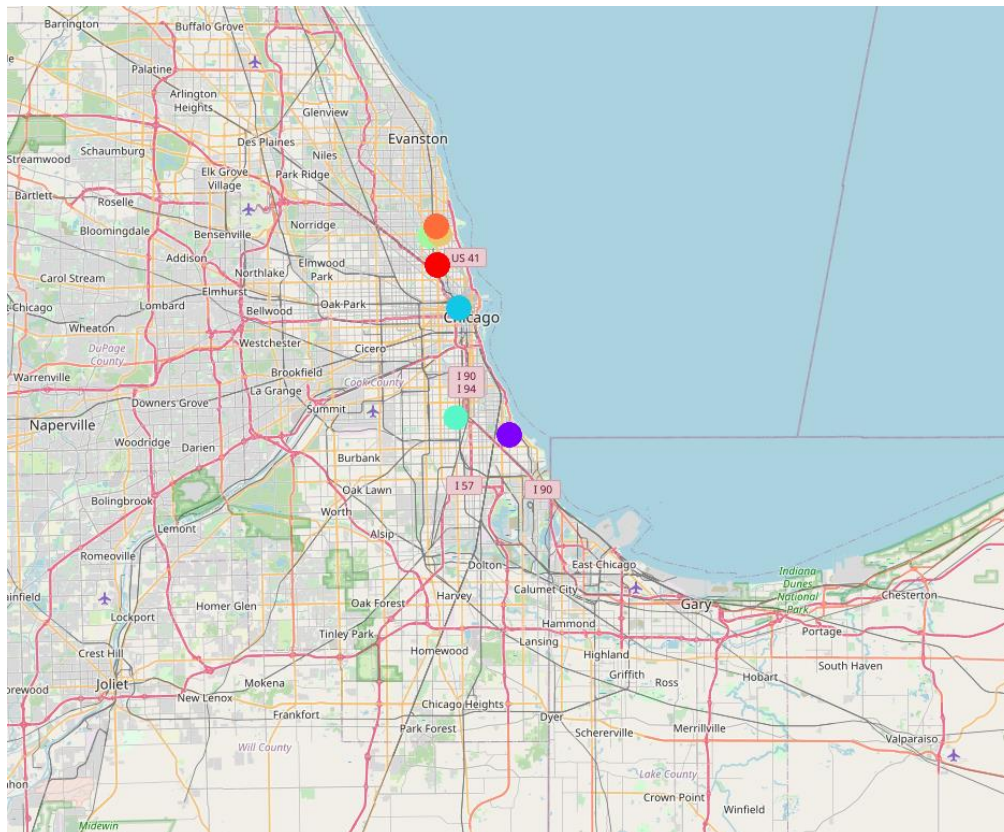 Barrington
Buffalo Grove
Palatine
Arlington
Heights
Glenview
Evanston
Des Plaines
Niles
Schaumburg
Streamwood
Elk Grove
Village
Park Ridge
Bartlett
Roselle
Norridge
Bloomingdale
Bensenville
US 41
Addison
Elmwood
Park
Northlake
Carol Stream
Elmhurst
Oak Park
Lombard
Bellwood
Chicago
Wheaton
Westchester
Cicero
DuPage
County
Brookfield
I 90
I 94
Warrenville
La Grange
Cook County
Downers Grove
Summit
Naperville
Woodridge
Darien
Burbank
Bolingbrook
Oak Lawn
I 57
I 90
Worth
Lemont
Alsip
Romeoville
Dolton
East Chicago
Indiana
Dunes
National
Park
Harvey
Calumet City
Chesterton
Lockport
Homer Glen
Oak Forest
Gary
Hammond
Portage
Tinley Park
Lansing
Crest Hill
Homewood
Highland
South Haven
Griffith
Hobart
Joliet
Mokena
Ross
New Lenox
Chicago Heights
Frankfort
Dyer
Park Forest
Merrillville
Schererville
Will County
Valparaiso
Lake County
Crown Point
Winfield
Midewin